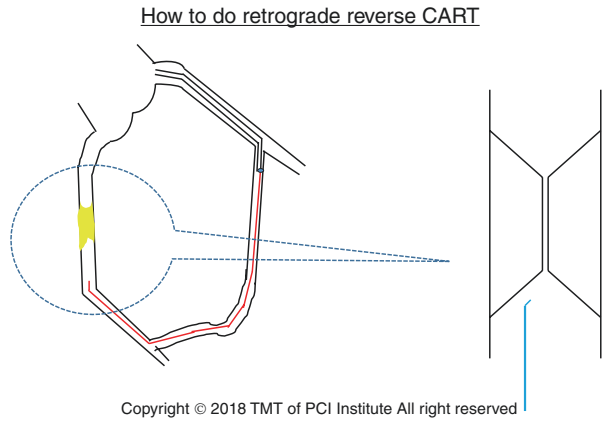 How to do retrograde reverse CART
Copyright © 2018 TMT of PCI Institute All right reserved